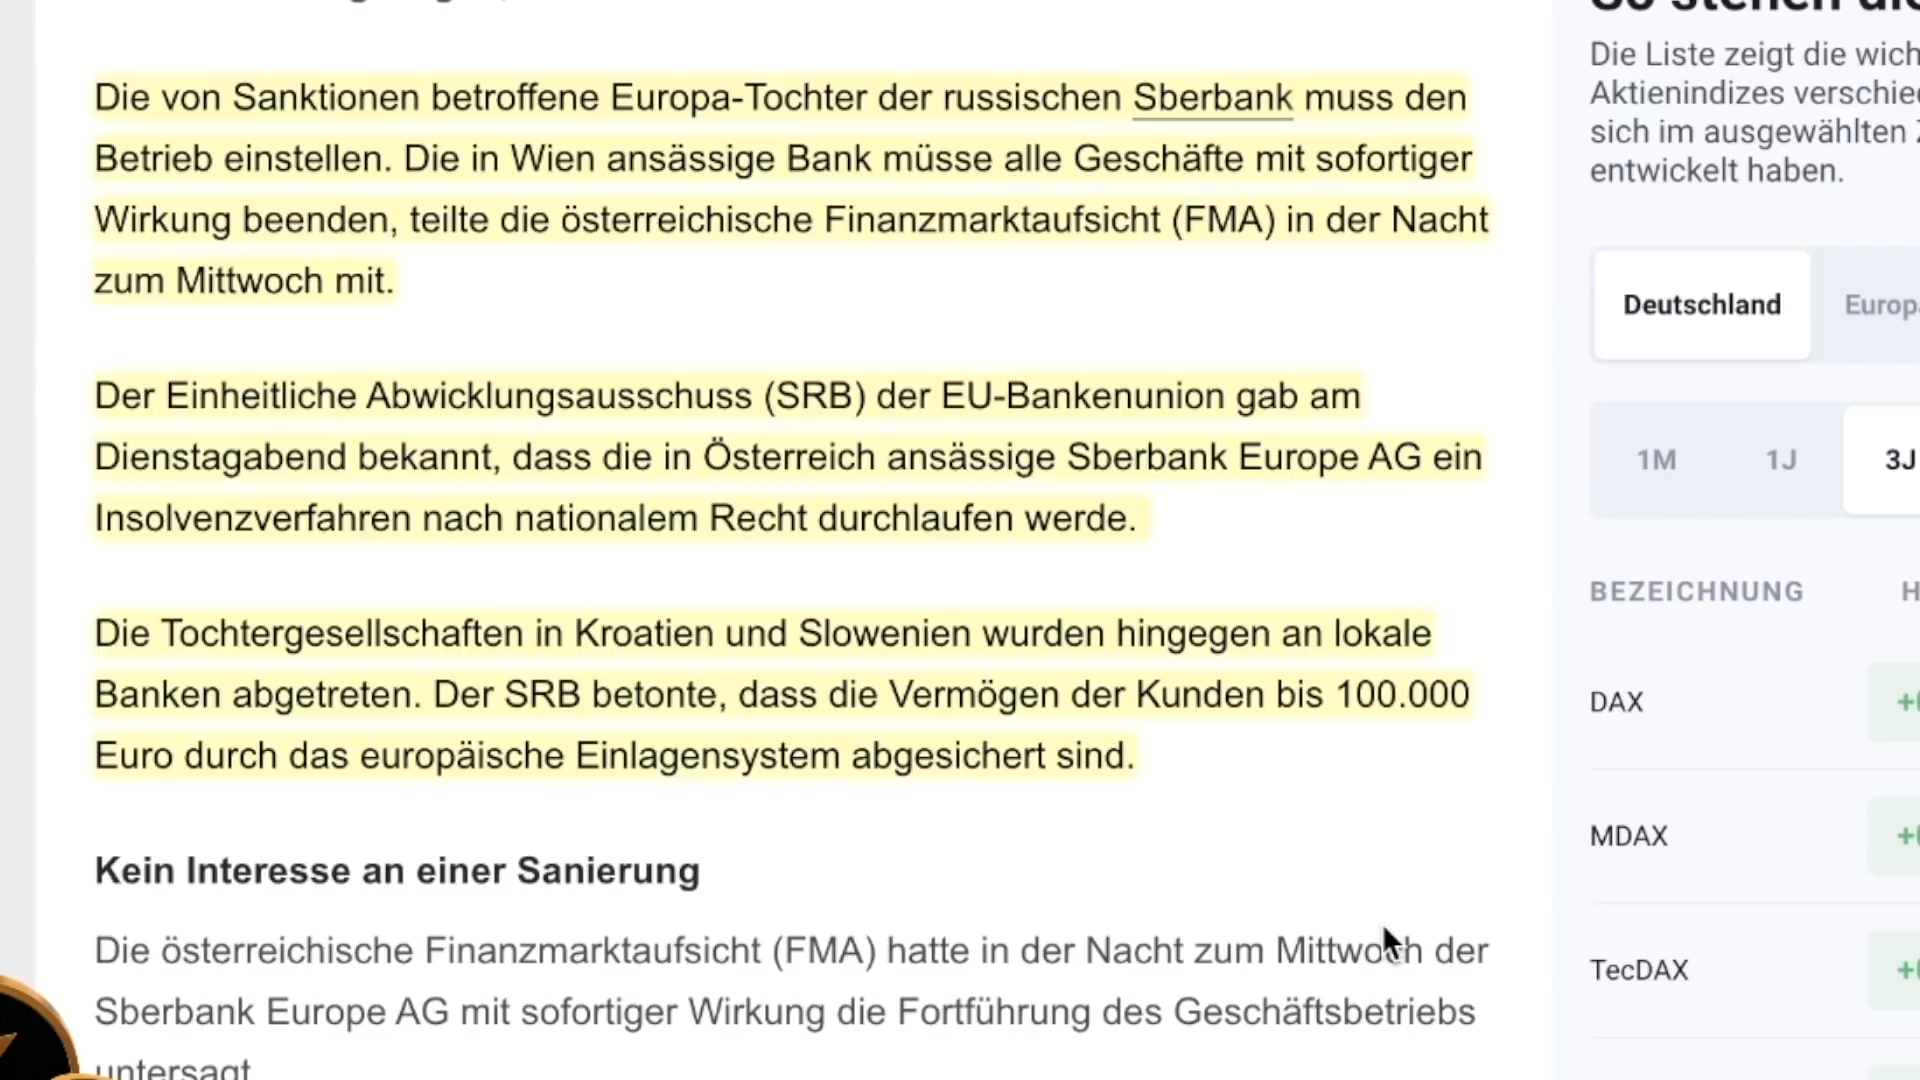 Die von Sanktionen betroffene Europa-Tochter der russischen Sberbank muss den
Betrieb einstellen. Die in Wien ansässige Bank müsse alle Geschäfte mit sofortiger
Wirkung beenden, teilte die österreichische Finanzmarktaufsicht (FMA) in der Nacht
zum Mittwoch mit.
Der Einheitliche Abwicklungsausschuss (SRB) der EU-Bankenunion gab am
Dienstagabend bekannt, dass die in Österreich ansässige Sberbank Europe AG ein
Insolvenzverfahren nach nationalem Recht durchlaufen werde.
Die Tochtergesellschaften in Kroatien und Slowenien wurden hingegen an lokale
Banken abgetreten. Der SRB betonte, dass die Vermögen der Kunden bis 100.000
Euro durch das europäische Einlagensystem abgesichert sind.
Kein Interesse an einer Sanierung
Die österreichische Finanzmarktaufsicht (FMA) hatte in der Nacht zum Mittwoch der
Sberbank Europe AG mit sofortiger Wirkung die Fortführung des Geschäftsbetriebs
untersagt
Die Liste zeigt die wich
Aktienindizes verschie
sich im ausgewählten
entwickelt haben.
Deutschland Europ
1M 1J 3J
BEZEICHNUNG H
DAX
MDAX
TecDAX